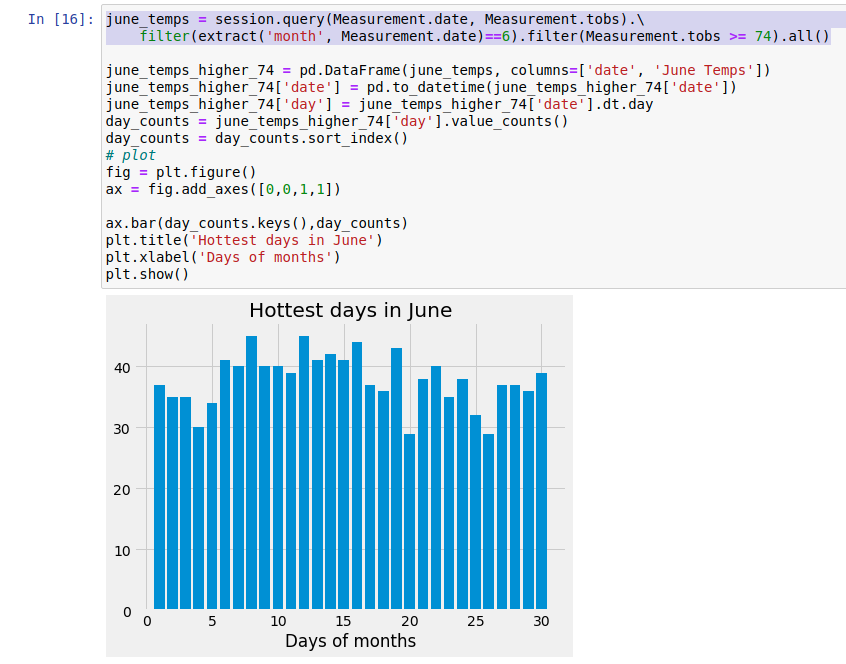 In [16]:
june_temps = session.query(Measurement.date, Measurement.tobs).\
    filter(extract('month', Measurement.date)==6).filter(Measurement.tobs >= 74).all()
june_temps_higher_74 = pd.DataFrame(june_temps, columns=['date', 'June Temps'])
june_temps_higher_74['date'] = pd.to_datetime(june_temps_higher_74['date'])
june_temps_higher_74['day'] = june_temps_higher_74['date'].dt.day
day_counts = june_temps_higher_74['day'].value_counts()
day_counts = day_counts.sort_index()
# plot
fig = plt.figure()
ax = fig.add_axes([0,0,1,1])
ax.bar(day_counts.keys(),day_counts)
plt.title('Hottest days in June')
plt.xlabel('Days of months')
plt.show()
Hottest days in June
40
30
20
10
0
0 5 10 15 20 25 30
Days of months